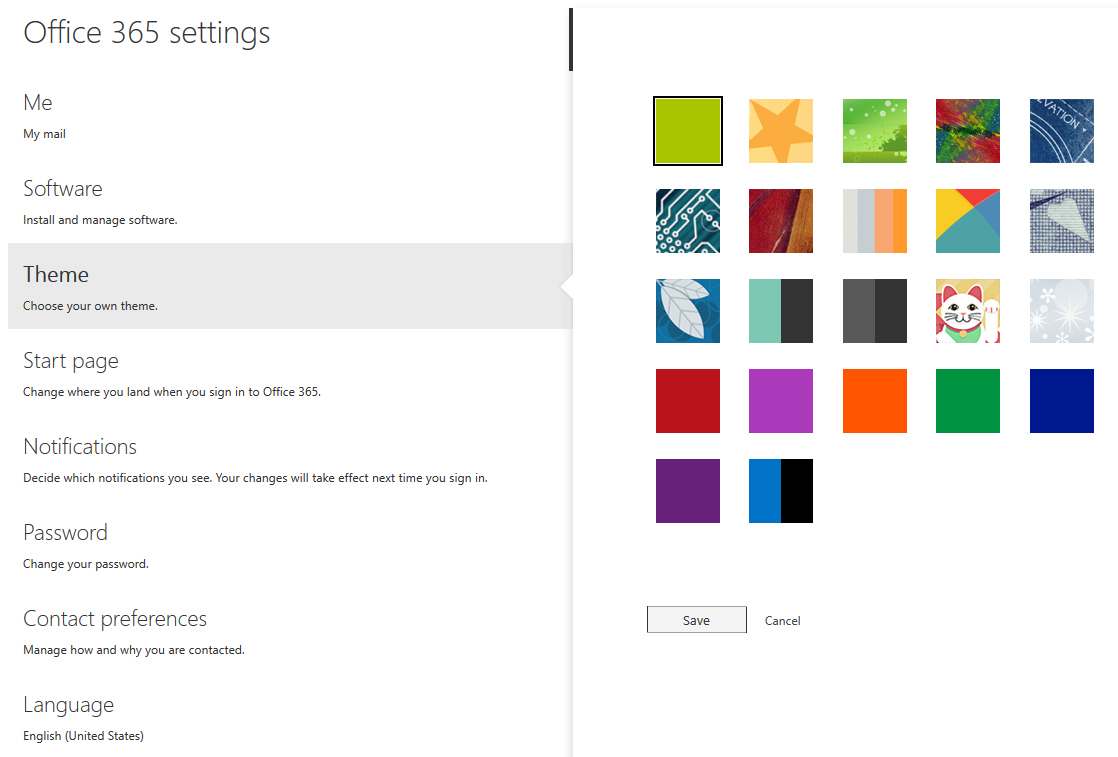 Office 365 settings
Me
My mail
Software
Install and manage software.
Theme
Choose your own theme.
Start page
Change where you land when you sign in to Office 365.
Notifications
Decide which notifications you see. Your changes will take effect next time you sign in.
Password
Change your password.
Contact preferences
Manage how and why you are contacted.
Language
English (United States)
VATION
Save
Cancel